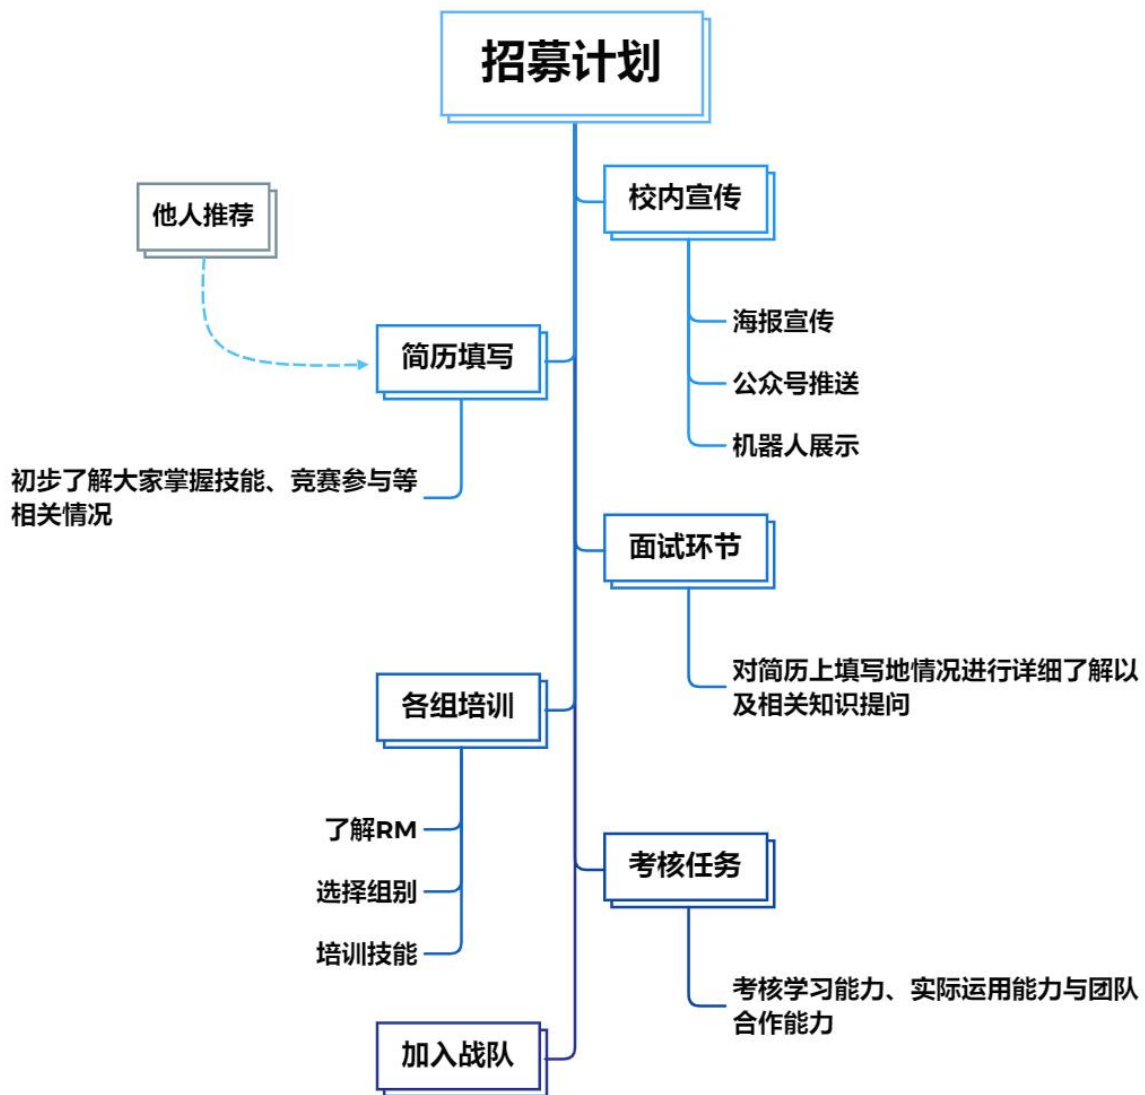 招募计划
校内宣传
他人推荐
海报宣传
简历填写
公众号推送
机器人展示
初步了解大家掌握技能、竞赛参与等
相关情况
面试环节
对简历上填写地情况进行详细了解以
及相关知识提问
各组培训
了解RM
选择组别
培训技能
考核任务
考核学习能力、实际运用能力与团队
合作能力
加入战队